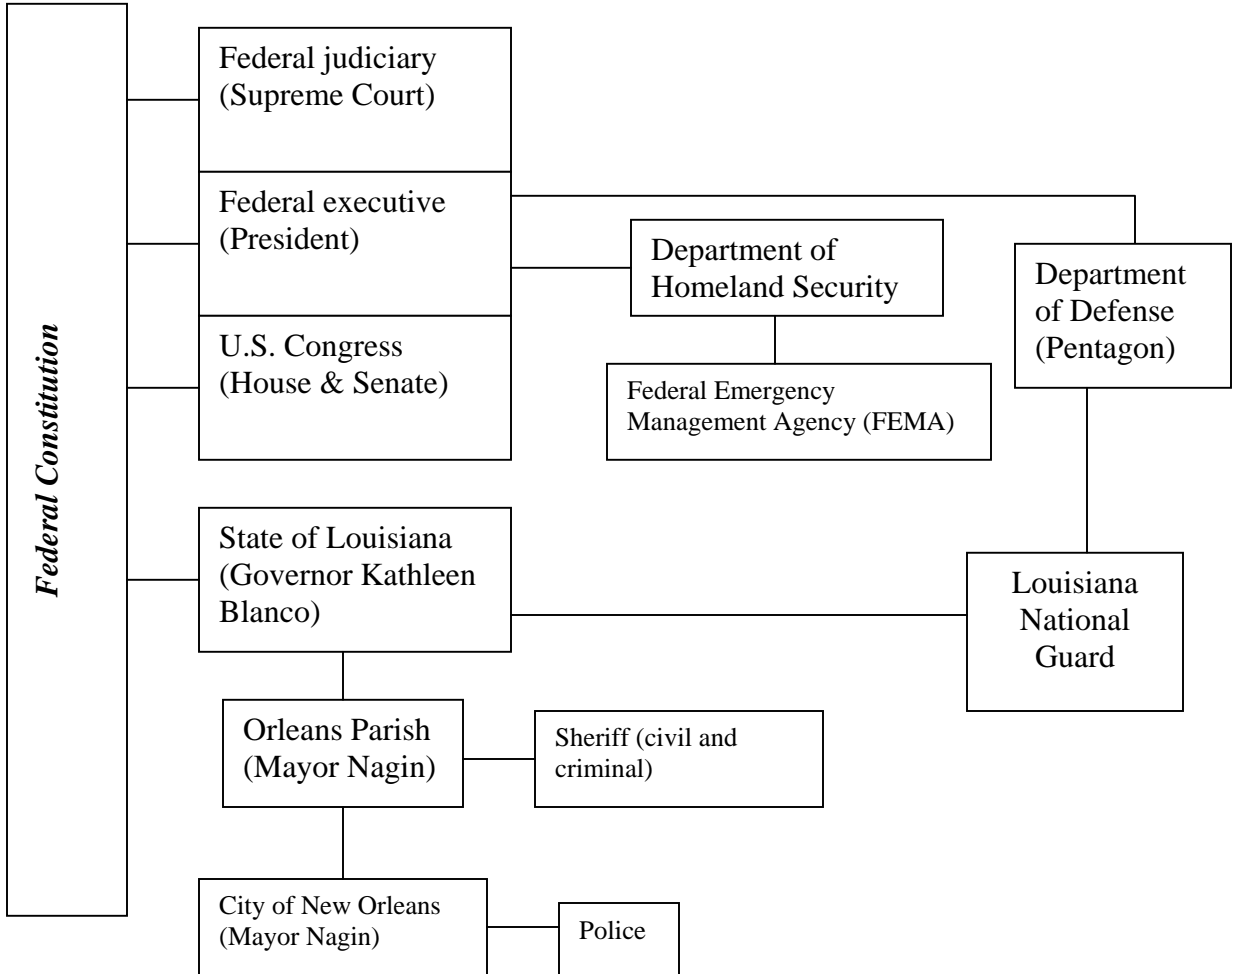 Federal Constitution
Federal judiciary
(Supreme Court)
Federal executive
(President)
U.S. Congress
(House & Senate)
Department of
Homeland Security
Federal Emergency
Management Agency (FEMA)
Department
of Defense
(Pentagon)
State of Louisiana
(Governor Kathleen
Blanco)
Louisiana
National
Guard
Orleans Parish
(Mayor Nagin)
Sheriff (civil and
criminal)
City of New Orleans
(Mayor Nagin)
Police